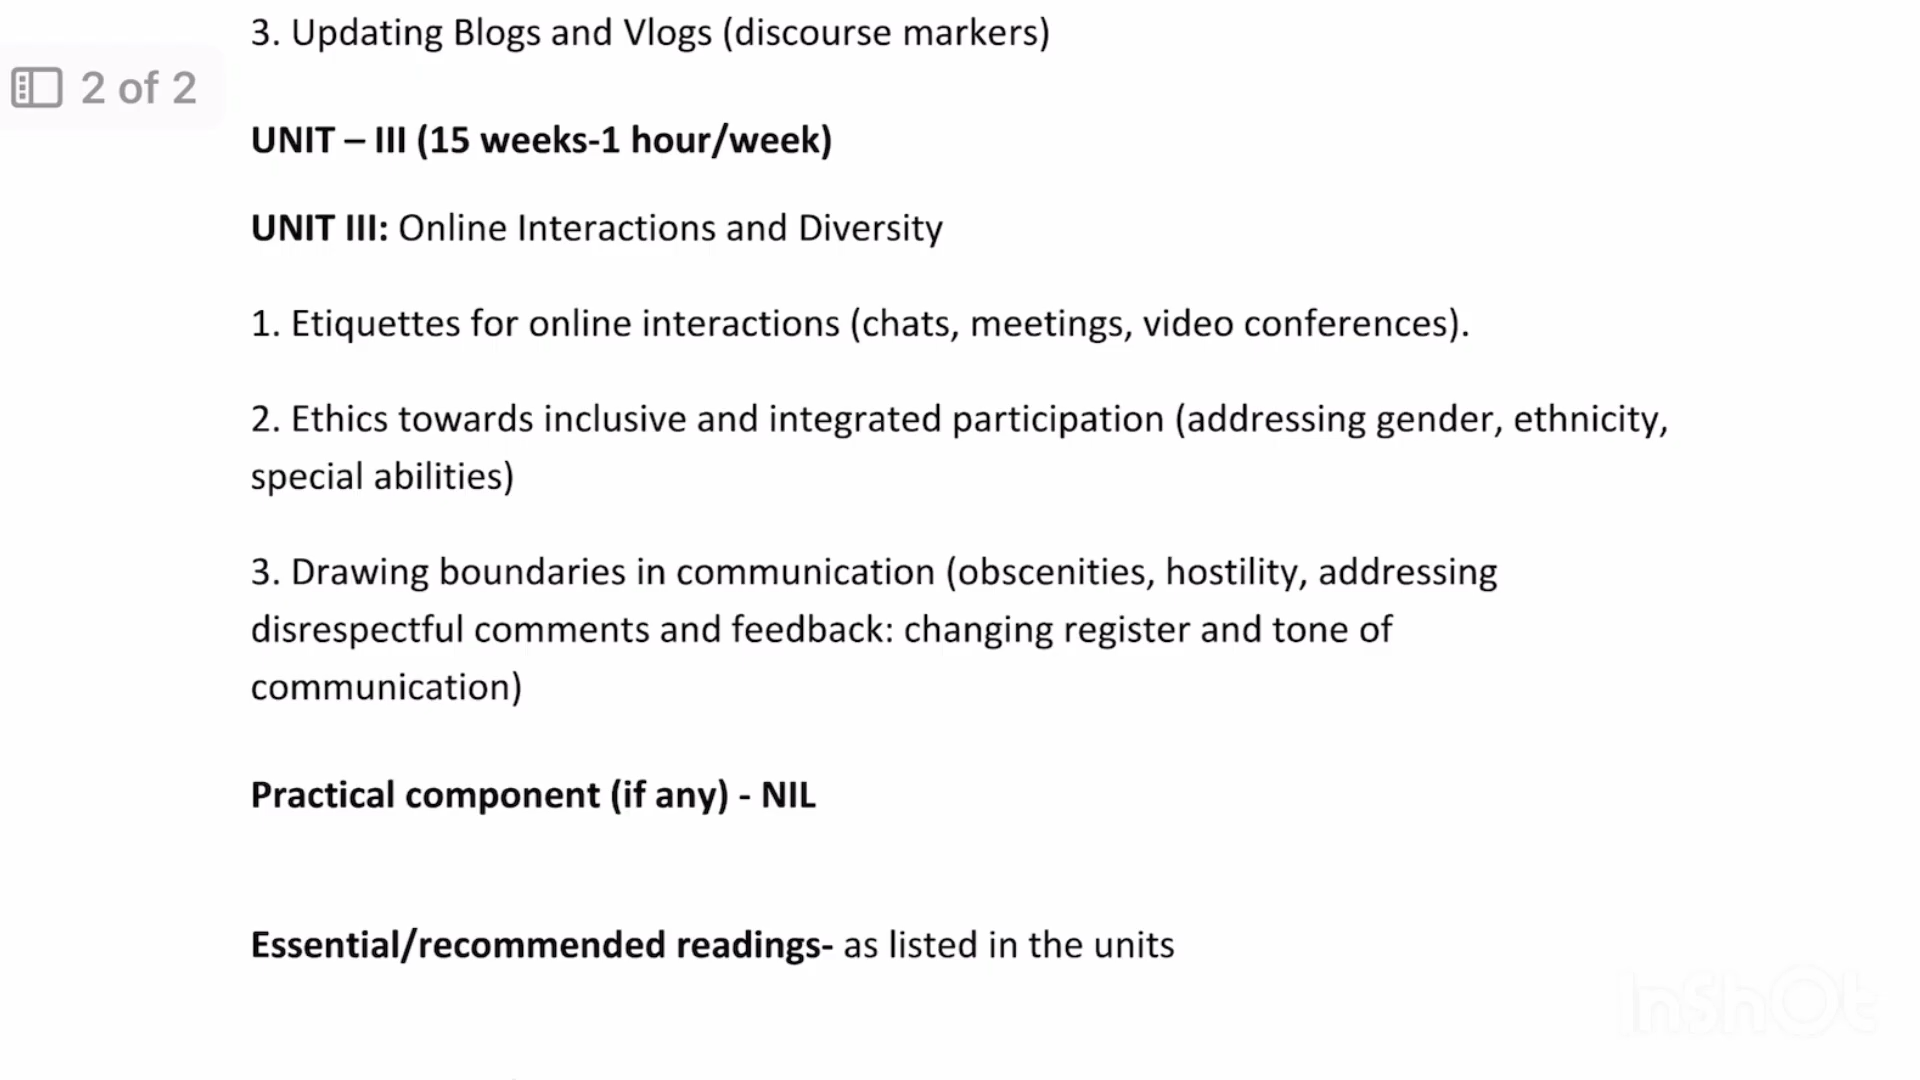 3. Updating Blogs and Vlogs (discourse markers)
2 of 2
UNIT – III (15 weeks-1 hour/week)
UNIT III: Online Interactions and Diversity
1. Etiquettes for online interactions (chats, meetings, video conferences).
2. Ethics towards inclusive and integrated participation (addressing gender, ethnicity,
special abilities)
3. Drawing boundaries in communication (obscenities, hostility, addressing
disrespectful comments and feedback: changing register and tone of
communication)
Practical component (if any) - NIL
Essential/recommended readings- as listed in the units
InShOt